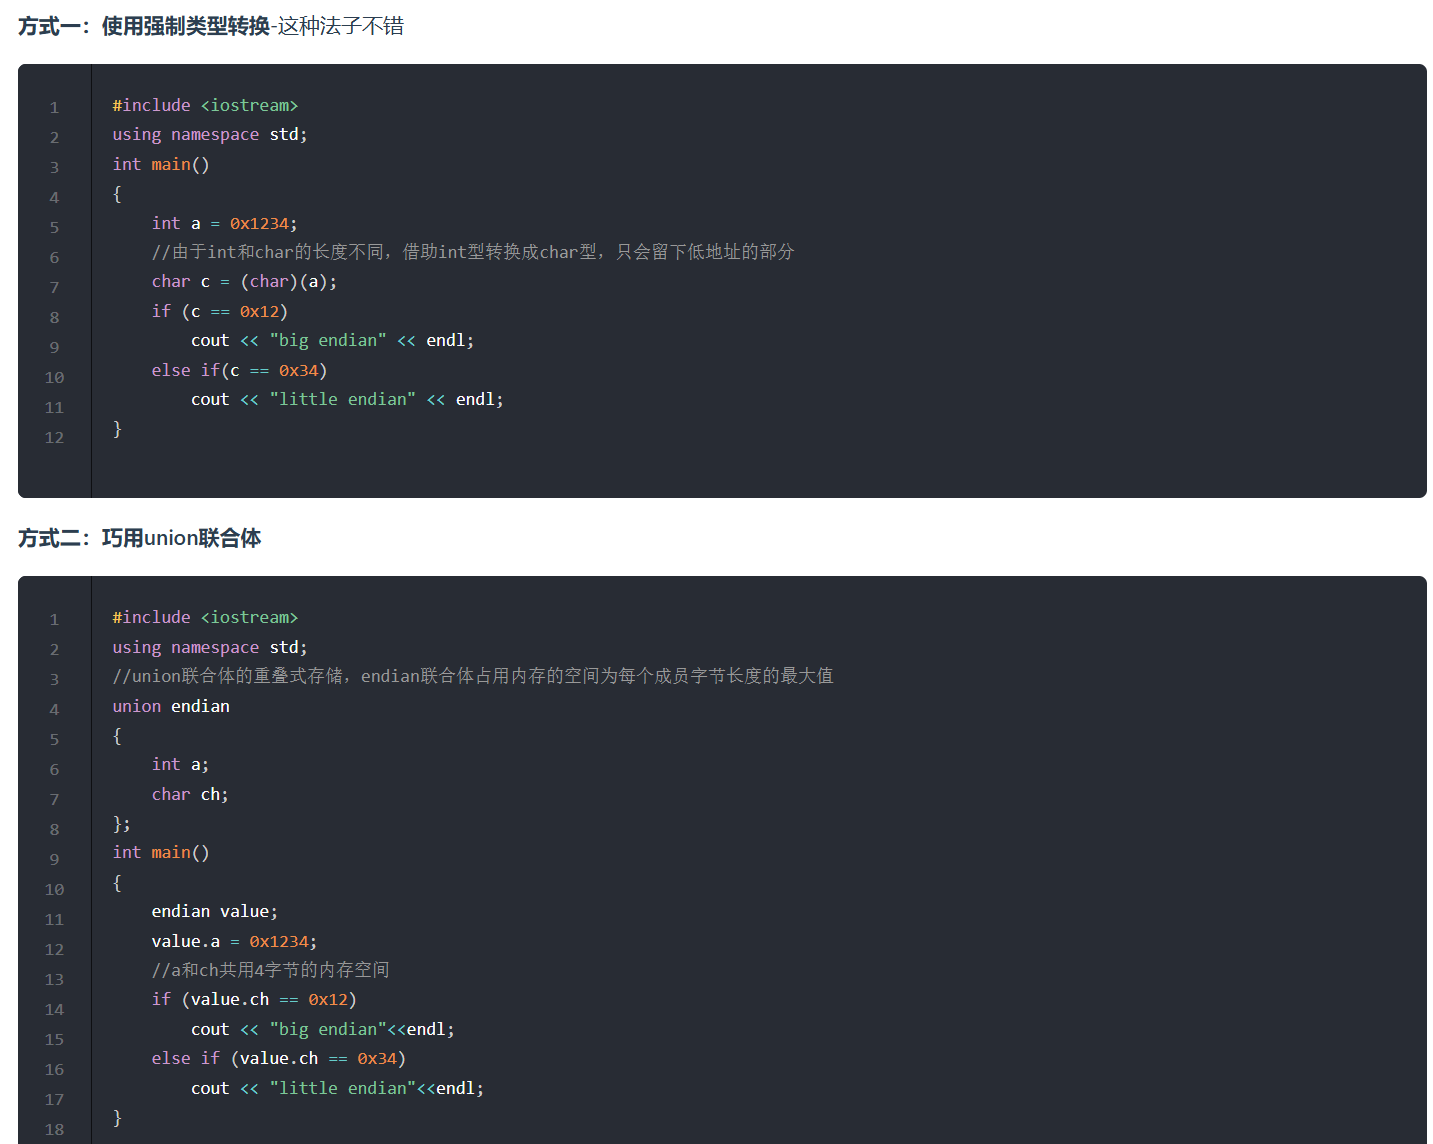 方式一：使用强制类型转换-这种法子不错
1 #include <iostream>
2 using namespace std;
3 int main()
4 {
5     int a = 0x1234;
6     //由于int和char的长度不同，借助int型转换成char型，只会留下低地址的部分
7     char c = (char)(a);
8     if (c == 0x12)
9         cout << "big endian" << endl;
10     else if(c == 0x34)
11         cout << "little endian" << endl;
12 }
方式二：巧用union联合体
1 #include <iostream>
2 using namespace std;
3 //union联合体的重叠式存储，endian联合体占用内存的空间为每个成员字节长度的最大值
4 union endian
5 {
6     int a;
7     char ch;
8 };
9 int main()
10 {
11     endian value;
12     value.a = 0x1234;
13     //a和ch共用4字节的内存空间
14     if (value.ch == 0x12)
15         cout << "big endian"<<endl;
16     else if (value.ch == 0x34)
17         cout << "little endian"<<endl;
18 }